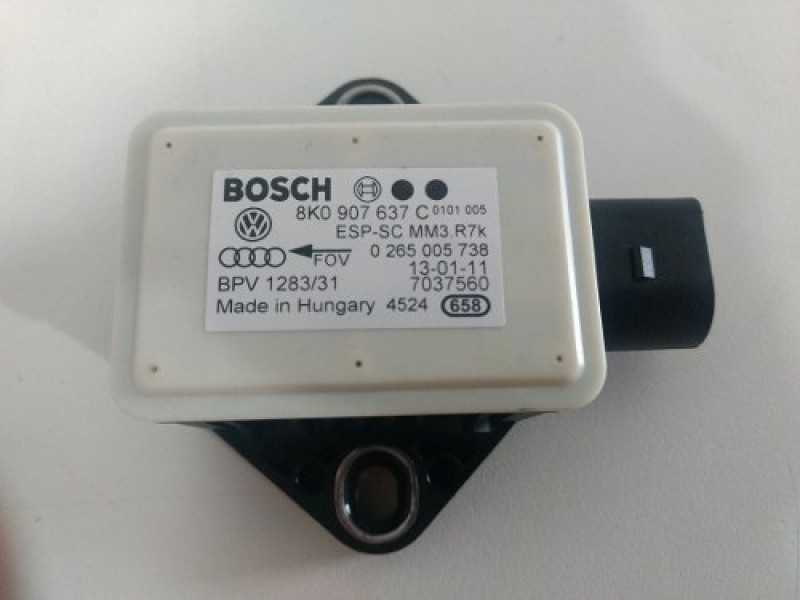 BOSCH
8K0 907 637 C 0101 005
ESP-SC MM3.R7k
FOV 0 265 005 738
13-01-11
BPV 1283/31 7037560
Made in Hungary 4524 658